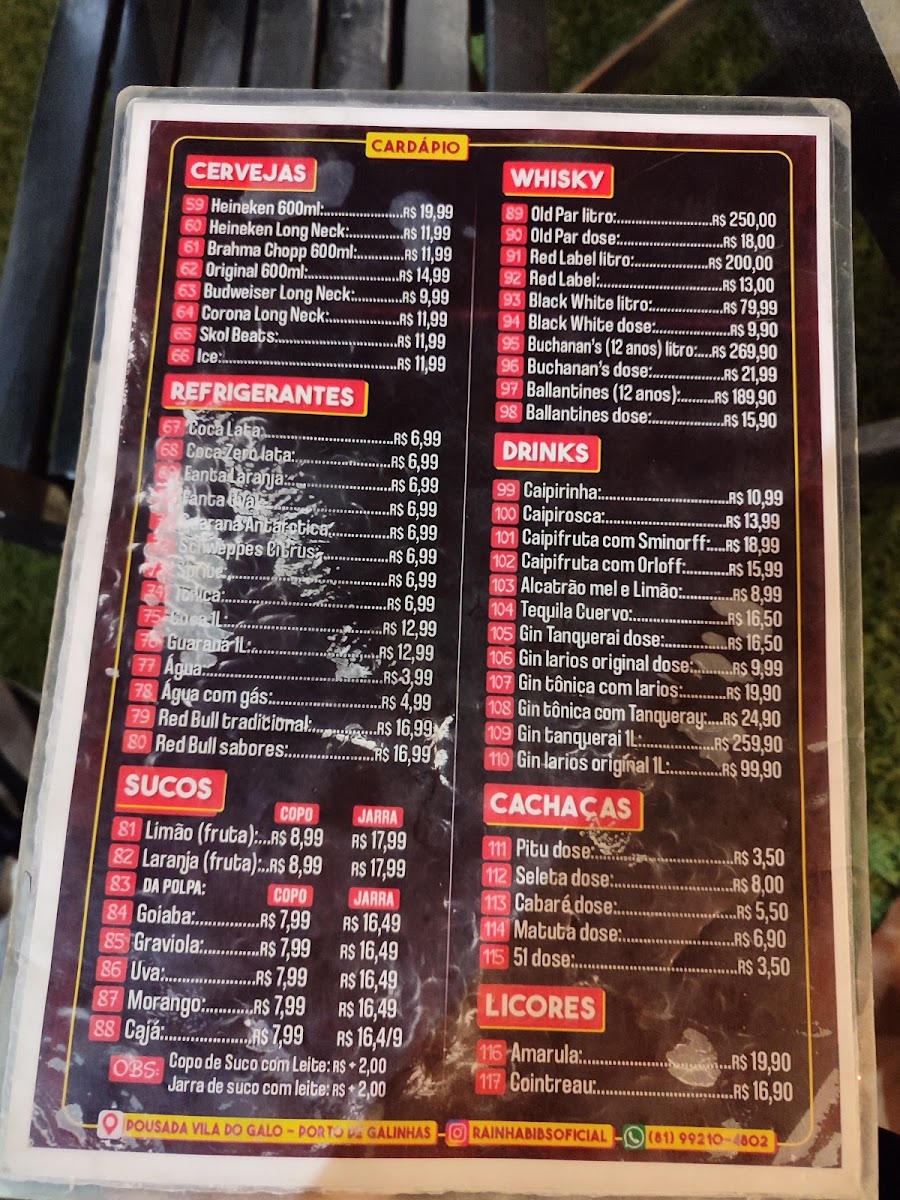 CARDÁPIO
CERVEJAS
59 Heineken 600ml:........................R$ 19,99
60 Heineken Long Neck:................R$ 11,99
61 Brahma Chopp 600ml:...............R$ 11,99
62 Original 600ml:........................R$ 14,99
63 Budweiser Long Neck:............R$ 9,99
64 Corona Long Neck:..................R$ 11,99
65 Skol Beats:..............................R$ 11,99
66 Ice:..........................................R$ 11,99
REFRIGERANTES
67 Coca Lata:................................R$ 6,99
68 Coca Zero lata:........................R$ 6,99
Fanta Laranja:........................R$ 6,99
Fanta ................................R$ 6,99
Antarctica:................R$ 6,99
Schweppes Citrus:................R$ 6,99
Sprite:................................R$ 6,99
74 Tônica:................................R$ 6,99
75 Coca 1L:................................R$ 12,99
76 Guaraná 1L:............................R$ 12,99
77 Água:....................................R$ 3,99
78 Água com gás:........................R$ 4,99
79 Red Bull traditional:................R$ 16,99
80 Red Bull sabores:....................R$ 16,99
SUCOS
COPO JARRA
81 Limão (fruta):...R$ 8,99 R$ 17,99
82 Laranja (fruta):..R$ 8,99 R$ 17,99
83 DA POLPA: COPO JARRA
84 Goiaba:............R$ 7,99 R$ 16,49
85 Graviola:..........R$ 7,99 R$ 16,49
86 Uva:................R$ 7,99 R$ 16,49
87 Morango:.........R$ 7,99 R$ 16,49
88 Cajá:................R$ 7,99 R$ 16,4/9
OBS: Copo de Suco com Leite: R$ + 2,00
Jarra de suco com leite: R$ + 2,00
WHISKY
89 Old Par litro:....................R$ 250,00
90 Old Par dose:......................R$ 18,00
91 Red Label litro:................R$ 200,00
92 Red Label:..........................R$ 13,00
93 Black White litro:................R$ 79,99
94 Black White dose:................R$ 9,90
95 Buchanan's (12 anos) litro:....R$ 269,90
96 Buchanan's dose:....................R$ 21,99
97 Ballantines (12 anos):........R$ 189,90
98 Ballantines dose:................R$ 15,90
DRINKS
99 Caipirinha:............................R$ 10,99
100 Caipirosca:............................R$ 13,99
101 Caipifruta com Sminorff:....R$ 18,99
102 Caipifruta com Orloff:..........R$ 15,99
103 Alcatrão mel e Limão:..........R$ 8,99
104 Tequila Cuervo:....................R$ 16,50
105 Gin Tanquerai dose:..............R$ 16,50
106 Gin larios original dose:........R$ 9,99
107 Gin tônica com larios:..........R$ 19,90
108 Gin tônica com Tanqueray:....R$ 24,90
109 Gin tanquerai 1L:................R$ 259,90
110 Gin larios original 1L:............R$ 99,90
CACHAÇAS
111 Pitu dose:................................R$ 3,50
112 Seleta dose:............................R$ 8,00
113 Cabaré dose:............................R$ 5,50
114 Matuta dose:............................R$ 6,90
115 51 dose:....................................R$ 3,50
LICORES
116 Amarula:................................R$ 19,90
117 Cointreau:..............................R$ 16,90
POUSADA VILA DO GALO - PORTO DE GALINHAS RAINHABIBSOFICIAL (81) 99210-4802